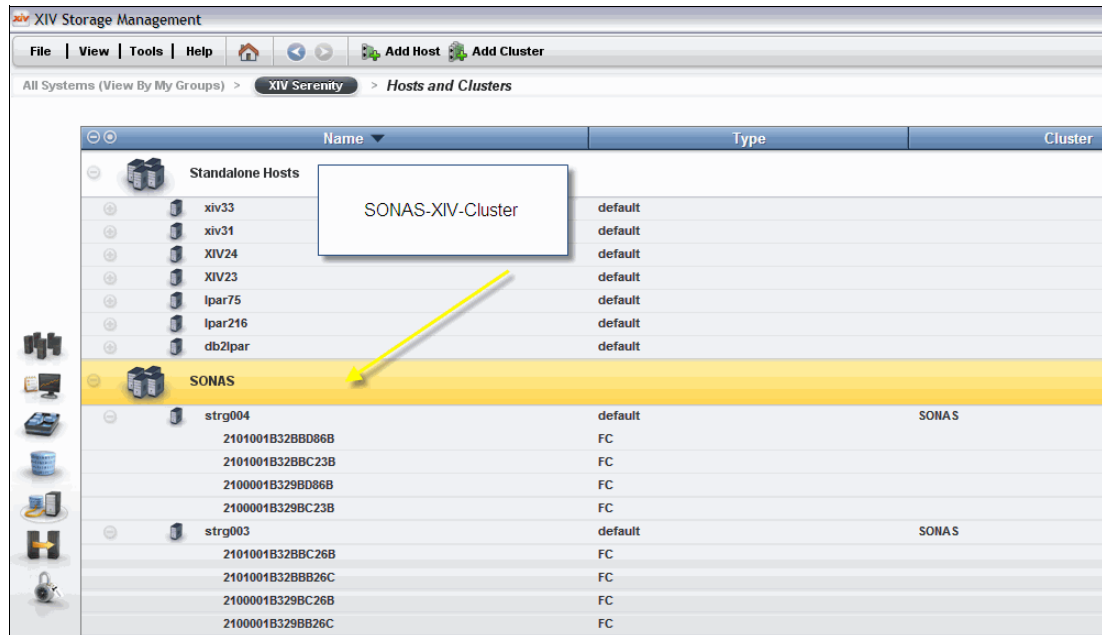 XIV XIV Storage Management
File | View | Tools | Help Add Host Add Cluster
All Systems (View By My Groups) > XIV Serenity > Hosts and Clusters
Name Type Cluster
Standalone Hosts
SONAS-XIV-Cluster
xiv33 default
xiv31 default
XIV24 default
XIV23 default
lpar75 default
lpar216 default
db2lpar default
SONAS
strg004 default SONAS
2101001B32BBD86B FC
2101001B32BBC23B FC
2100001B329BD86B FC
2100001B329BC23B FC
strg003 default SONAS
2101001B32BBC26B FC
2101001B32BBB26C FC
2100001B329BC26B FC
2100001B329BB26C FC